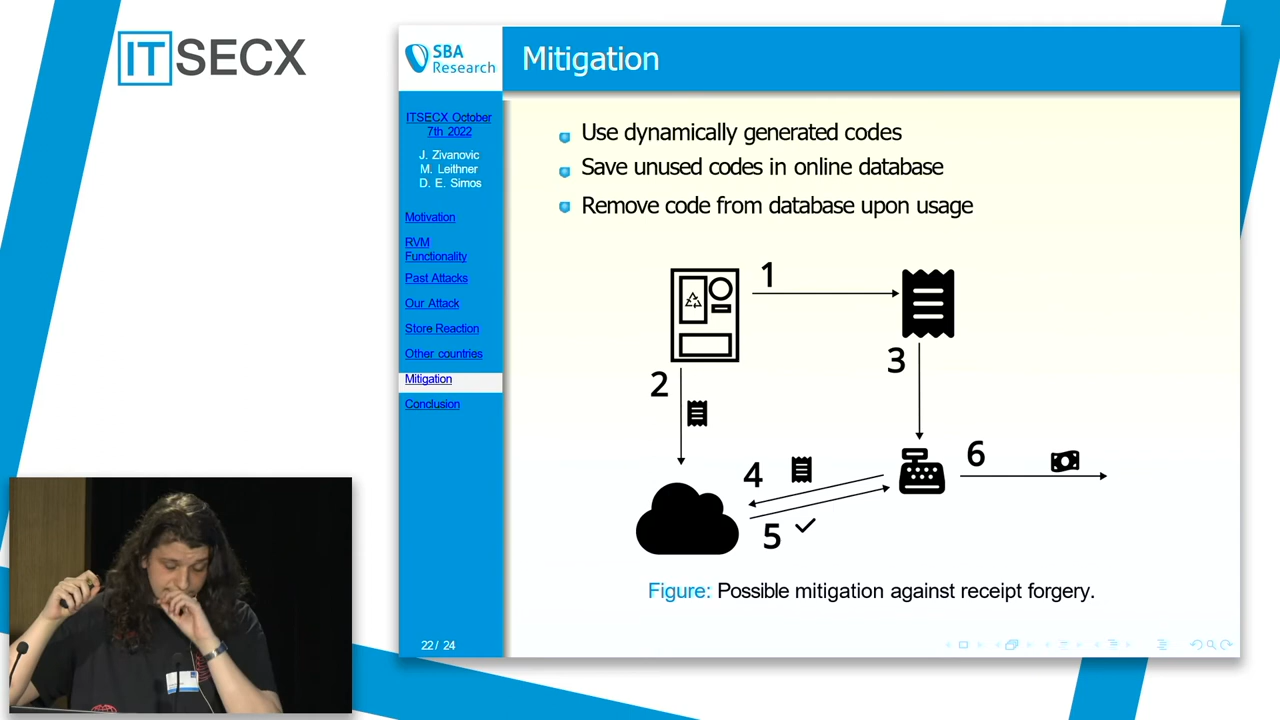 ITSECX
SBA
Research
Mitigation
ITSECX October
7th 2022
J. Zivanovic
M. Leithner
D. E. Simos
Motivation
RVM
Functionality
Past Attacks
Our Attack
Store Reaction
Other countries
Mitigation
Conclusion
22/ 24
Use dynamically generated codes
Save unused codes in online database
Remove code from database upon usage
1
2
3
4
5
6
Figure: Possible mitigation against receipt forgery.